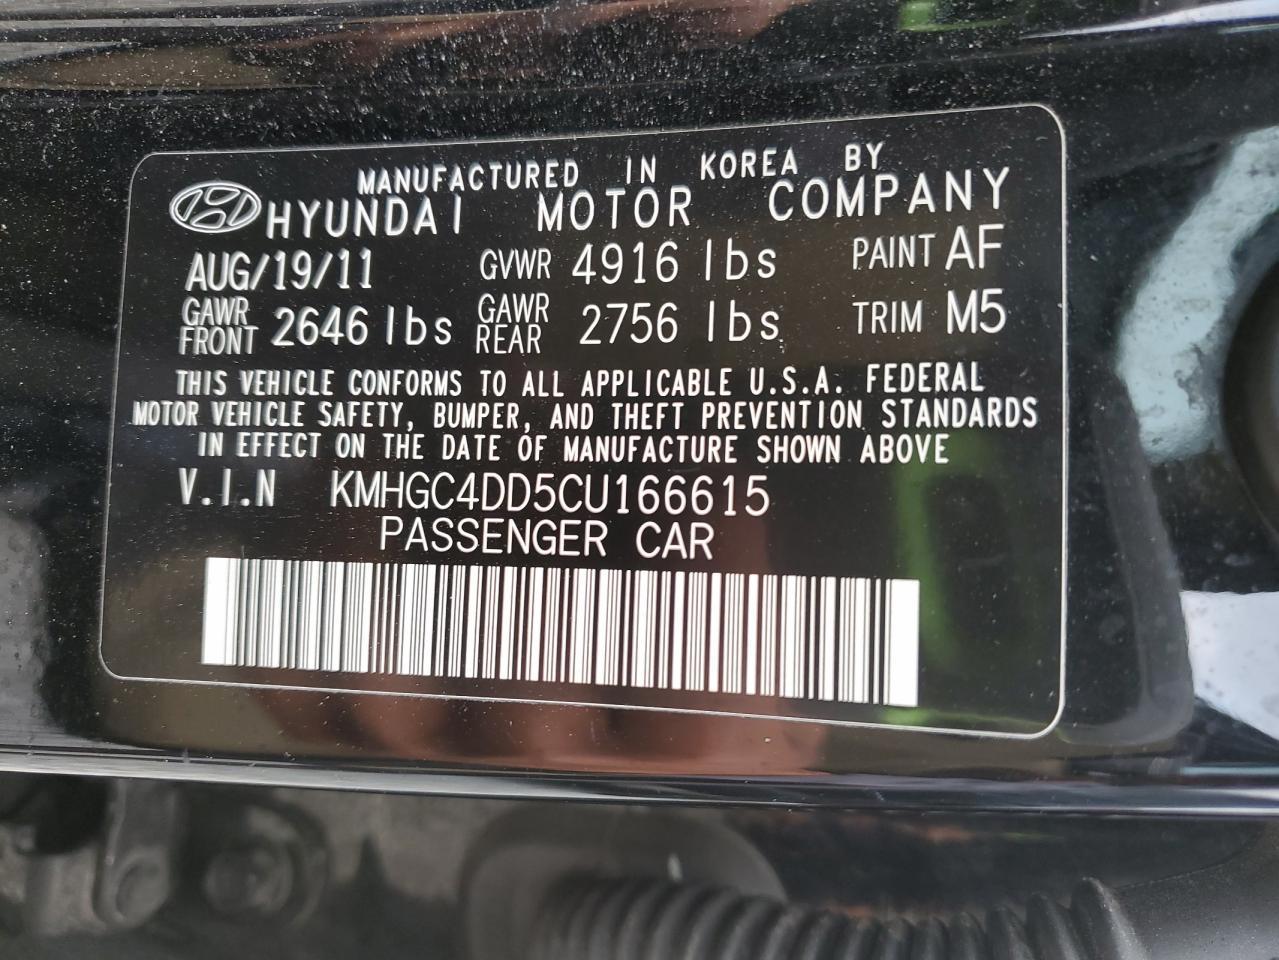 MANUFACTURED IN KOREA BY
HYUNDAI MOTOR COMPANY
AUG/19/11 GVWR 4916 lbs PAINT AF
GAWR FRONT 2646 lbs GAWR REAR 2756 lbs TRIM M5
THIS VEHICLE CONFORMS TO ALL APPLICABLE U.S.A. FEDERAL
MOTOR VEHICLE SAFETY, BUMPER, AND THEFT PREVENTION STANDARDS
IN EFFECT ON THE DATE OF MANUFACTURE SHOWN ABOVE
V.I.N KMHGC4DD5CU166615
PASSENGER CAR